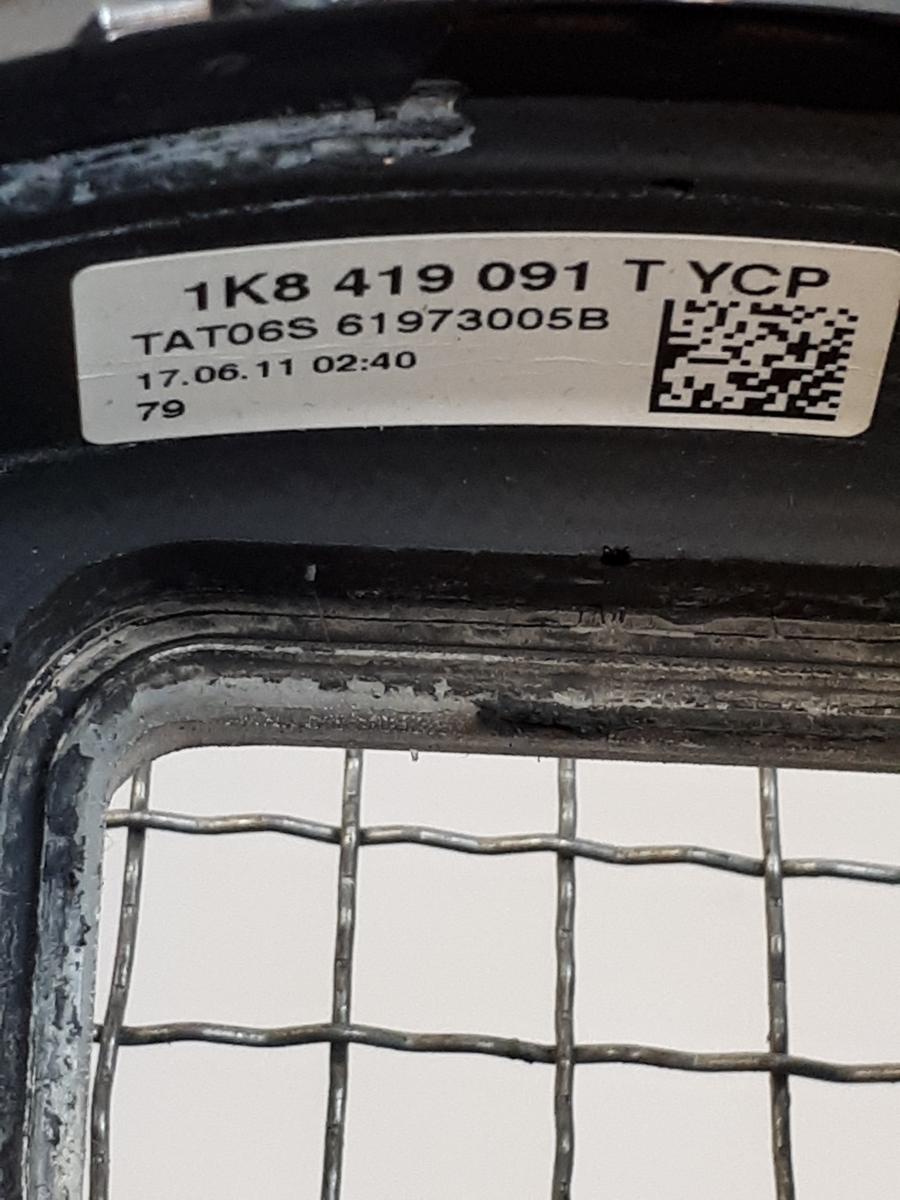 1K8 419 091 T YCP
TAT06S 61973005B
17.06.11 02:40
79